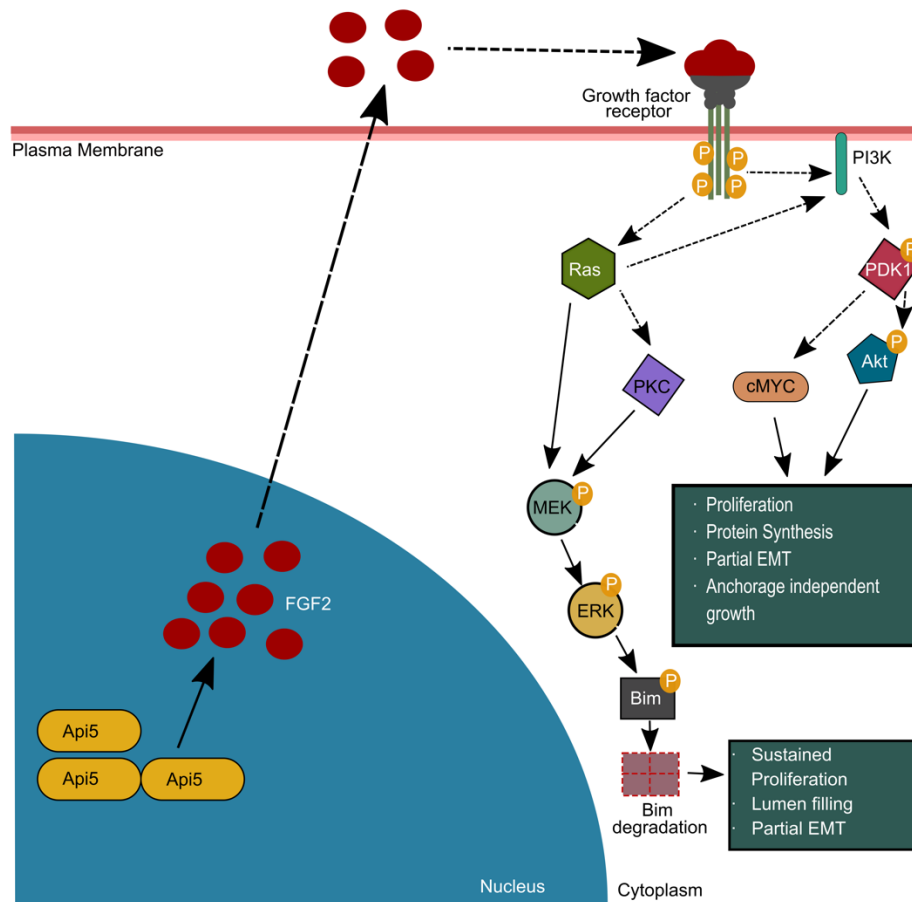 Growth factor
receptor
Plasma Membrane
P
P
P
P
PI3K
Ras
P
PDK1
P
Akt
PKC
cMYC
MEK
P
· Proliferation
· Protein Synthesis
· Partial EMT
· Anchorage independent
growth
FGF2
P
ERK
P
Bim
Api5
Api5
Api5
Bim
degradation
· Sustained
Proliferation
· Lumen filling
· Partial EMT
Nucleus
Cytoplasm